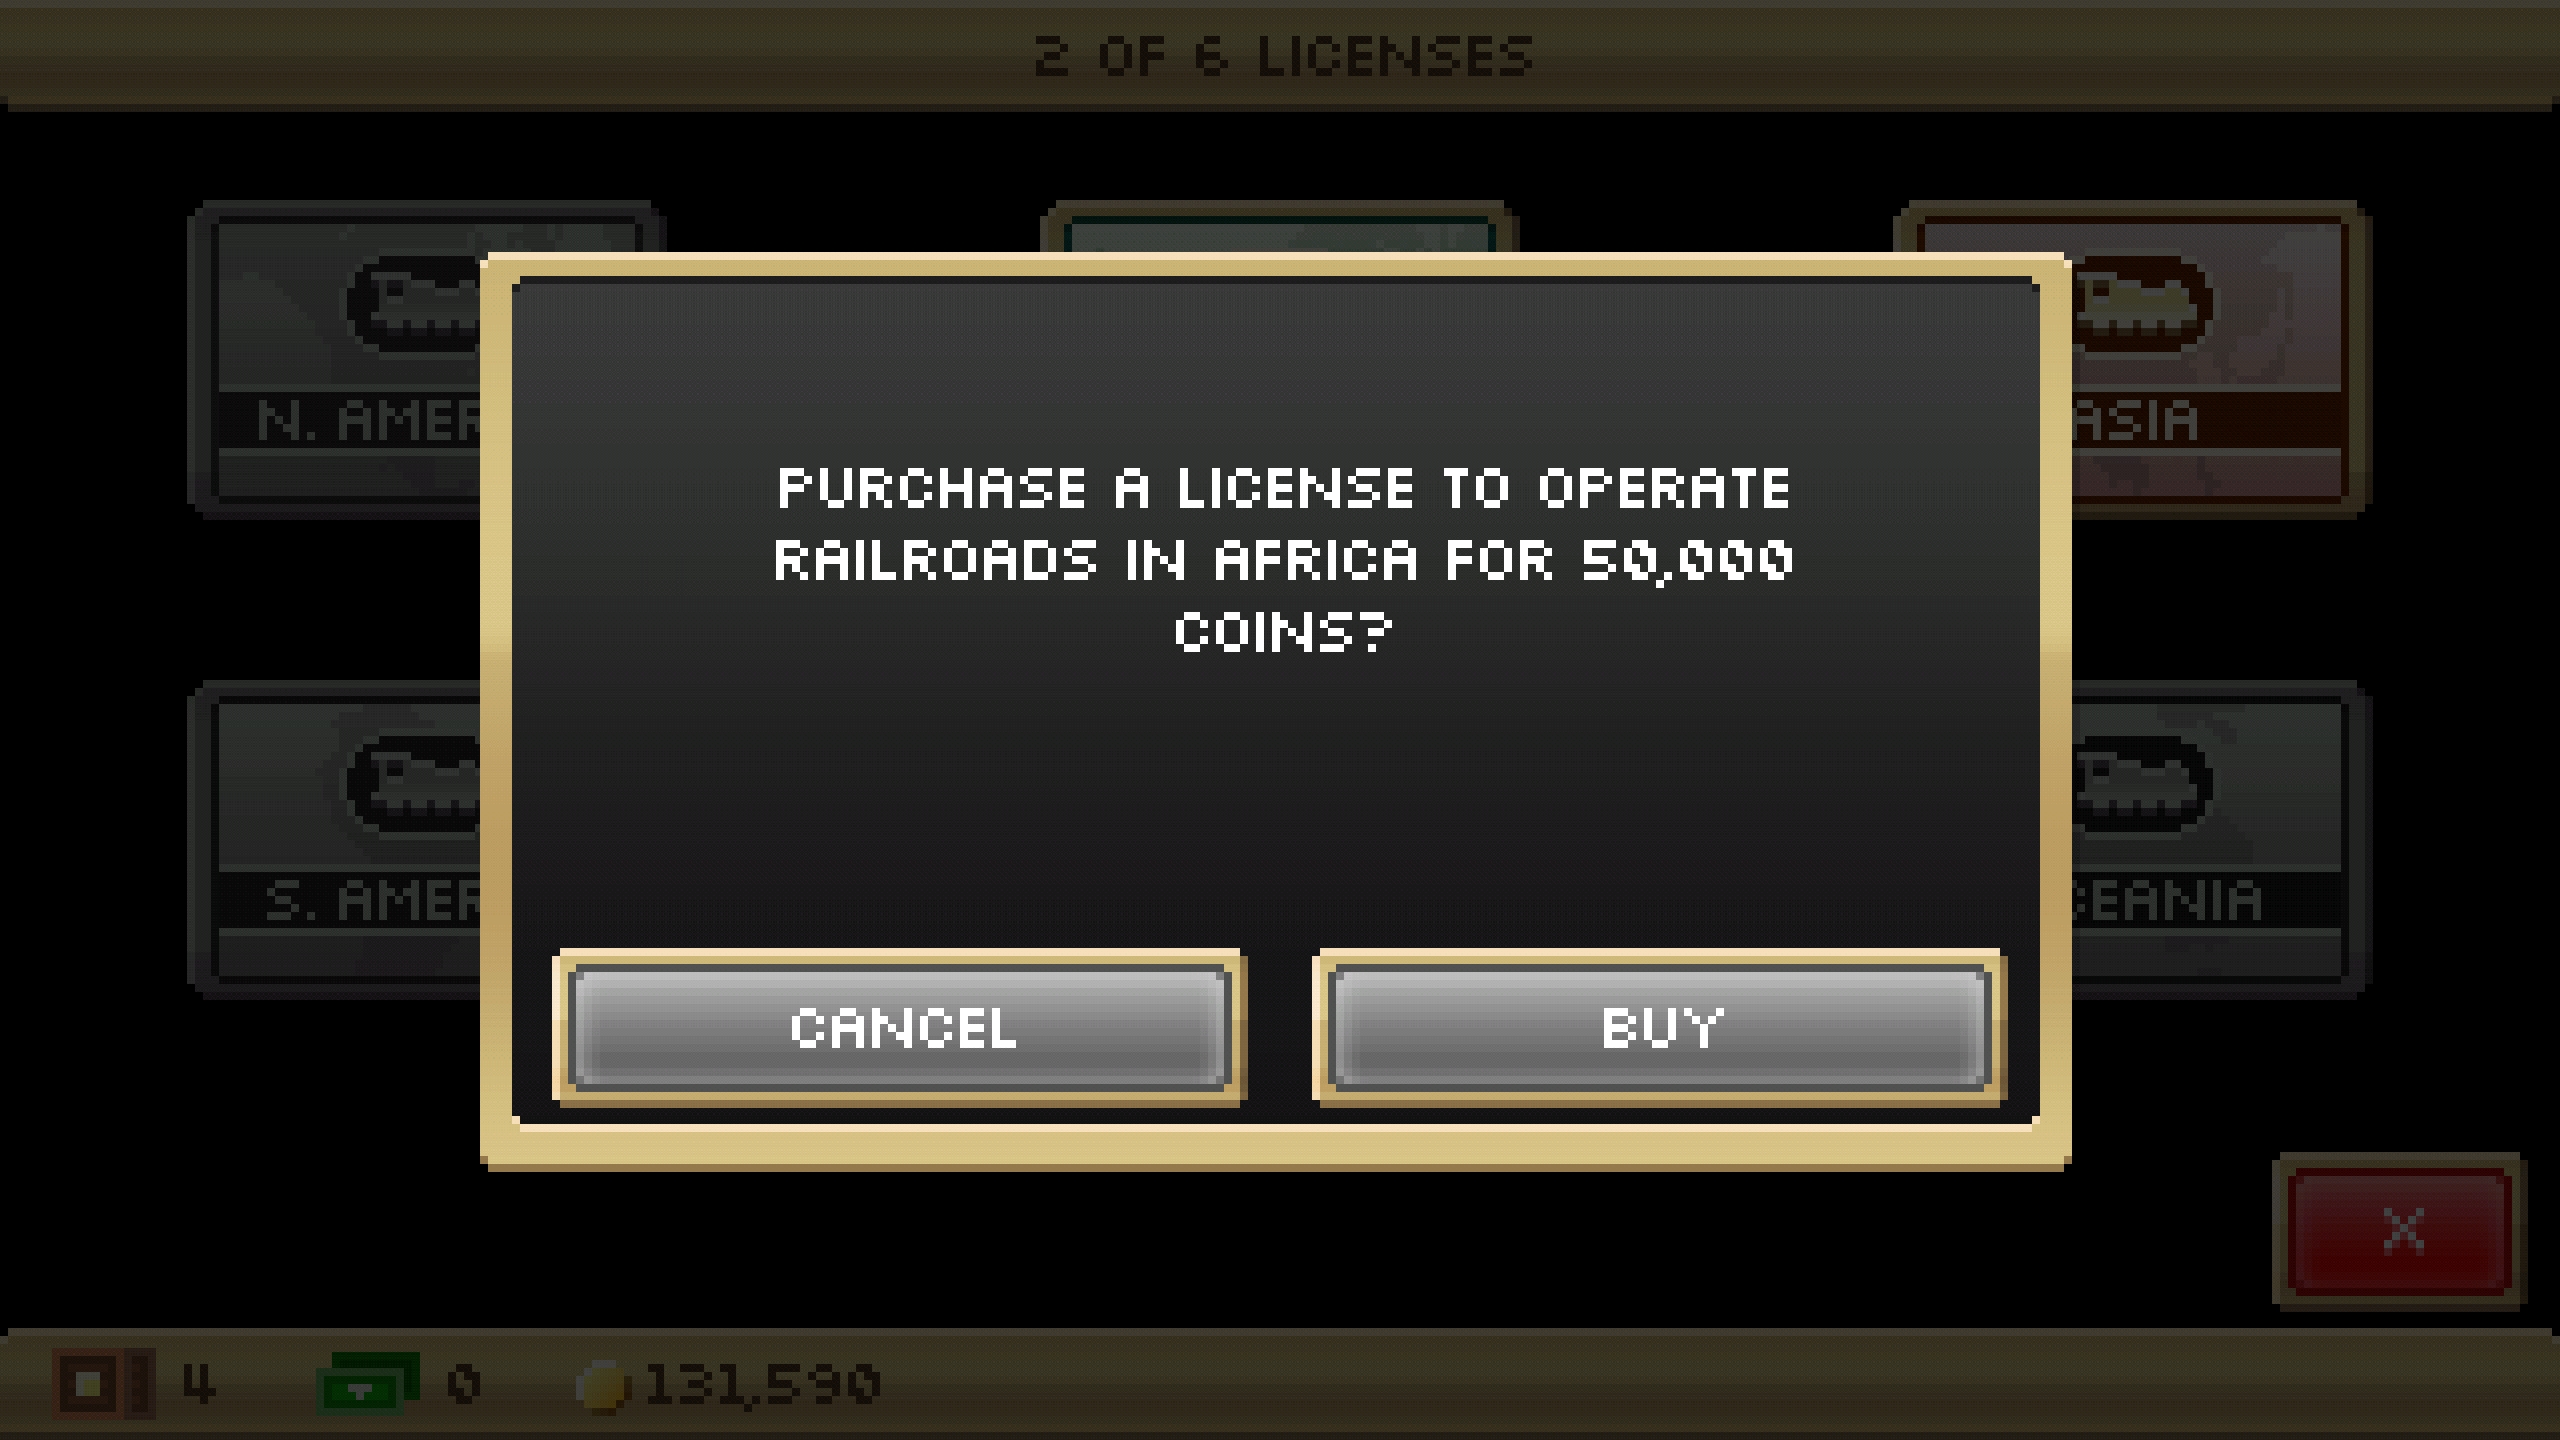 2 OF 6 LICENSES
N. AMER
ASIA
PURCHASE A LICENSE TO OPERATE
RAILROADS IN AFRICA FOR 50,000
COINS?
S. AMER
CEANIA
CANCEL
BUY
X
4
0
131,590